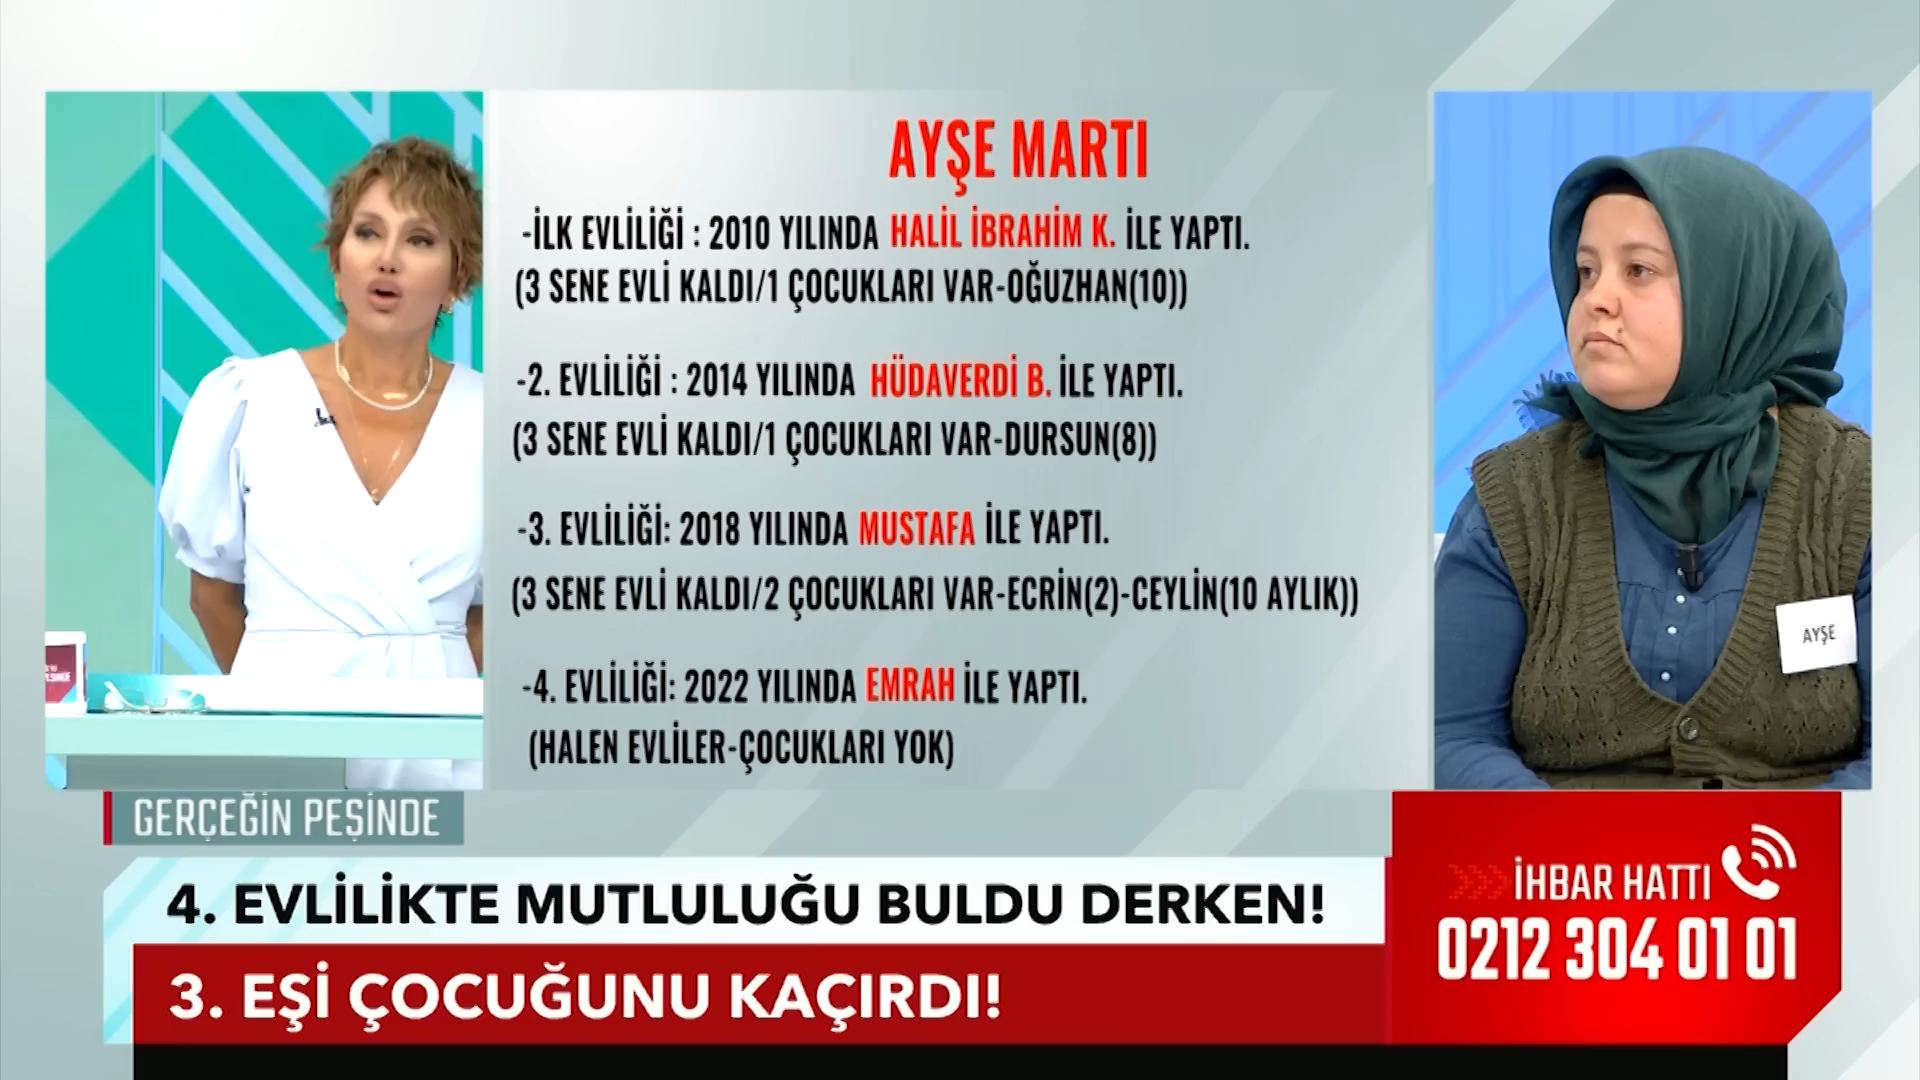 AYŞE MARTI
-İLK EVLİLİĞİ : 2010 YILINDA HALİL İBRAHİM K. İLE YAPTI.
(3 SENE EVLİ KALDI/1 ÇOCUKLARI VAR-OĞUZHAN(10))
-2. EVLİLİĞİ : 2014 YILINDA HÜDAVERDİ B. İLE YAPTI.
(3 SENE EVLİ KALDI/1 ÇOCUKLARI VAR-DURSUN(8))
-3. EVLİLİĞİ: 2018 YILINDA MUSTAFA İLE YAPTI.
(3 SENE EVLİ KALDI/2 ÇOCUKLARI VAR-ECRİN(2)-CEYLİN(10 AYLIK))
-4. EVLİLİĞİ: 2022 YILINDA EMRAH İLE YAPTI.
(HALEN EVLİLER-ÇOCUKLARI YOK)
AYŞE
GERÇEĞİN PEŞİNDE
4. EVLİLİKTE MUTLULUĞU BULDU DERKEN!
3. EŞİ ÇOCUĞUNU KAÇIRDI!
İHBAR HATTI
0212 304 01 01